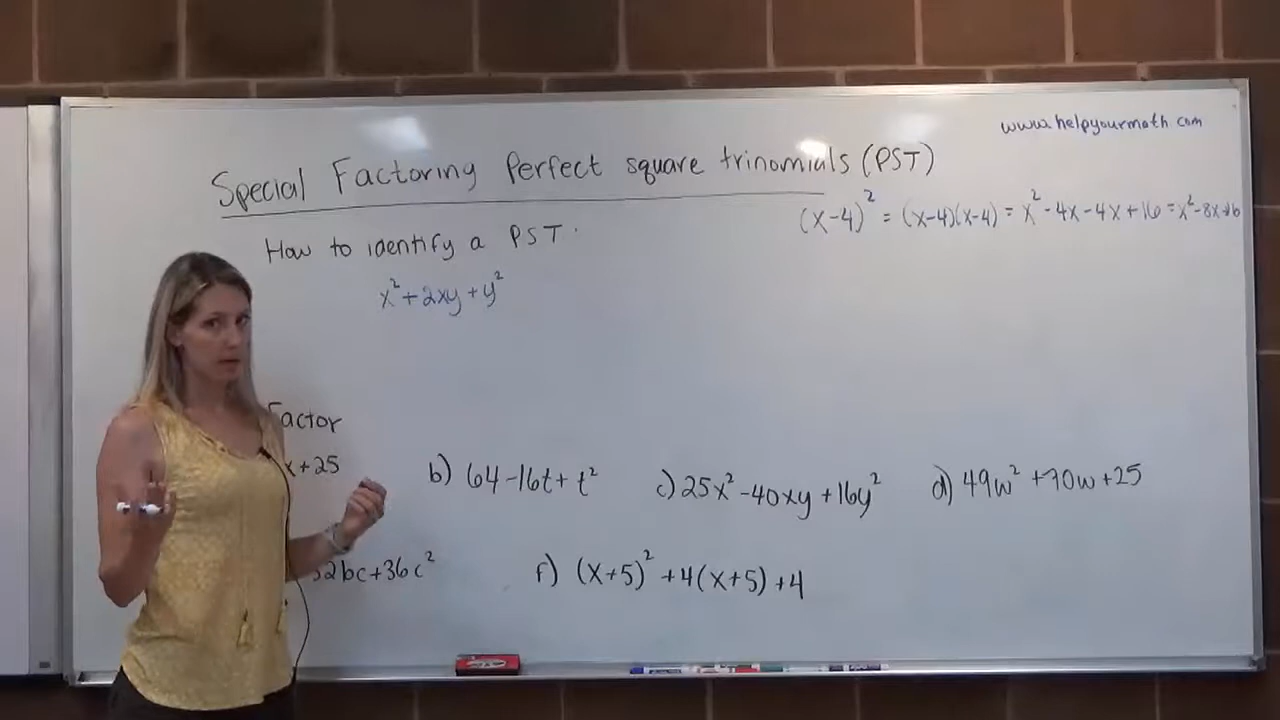 www.helpyourmath.com
Special Factoring Perfect square trinomials (PST)
(x-4)² = (x-4)(x-4) = x² - 4x - 4x + 16 = x² - 8x + 16
How to identify a PST.
x² + 2xy + y²
Factor
x + 25
b) 64 - 16t + t²
c) 25x² - 40xy + 16y²
d) 49w² + 70w + 25
2bc + 36c²
f) (x+5)² + 4(x+5) + 4